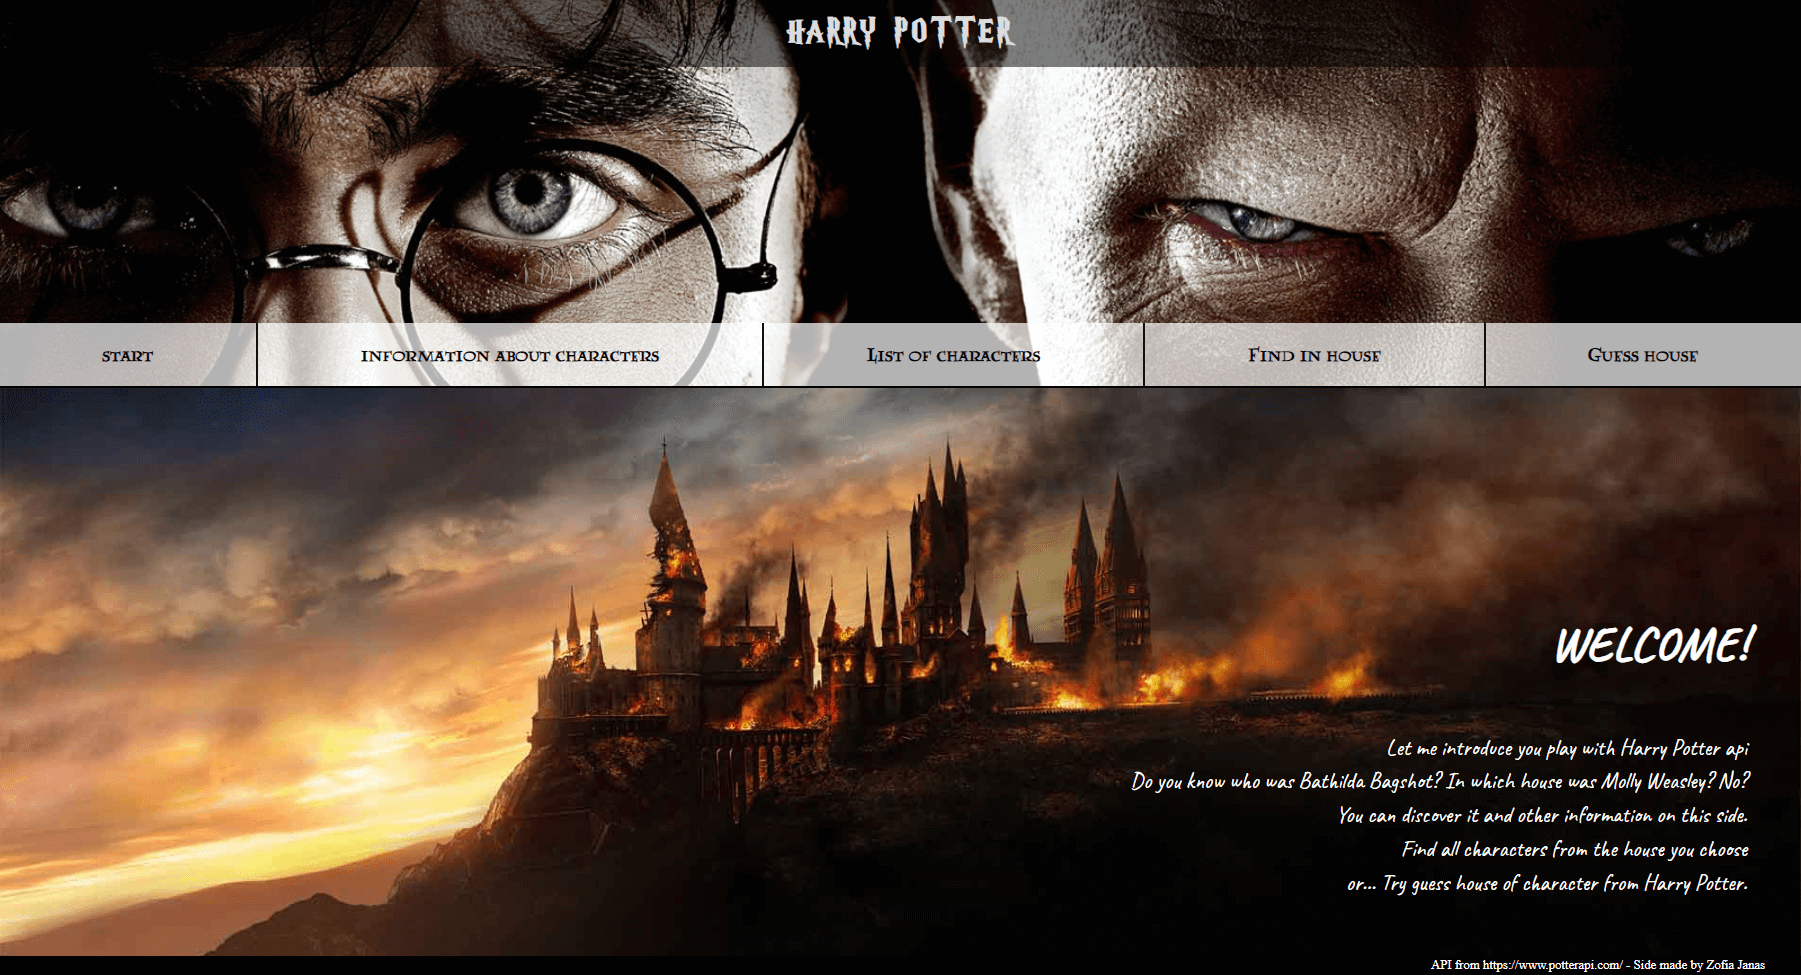 HARRY POTTER
START
INFORMATION ABOUT CHARACTERS
LIST OF CHARACTERS
FIND IN HOUSE
GUESS HOUSE
WELCOME!
Let me introduce you play with Harry Potter api
Do you know who was Bathilda Bagshot? In which house was Molly Weasley? No?
You can discover it and other information on this side.
Find all characters from the house you choose
or... Try guess house of character from Harry Potter.
API from https://www.potterapi.com/ - Side made by Zofia Janas